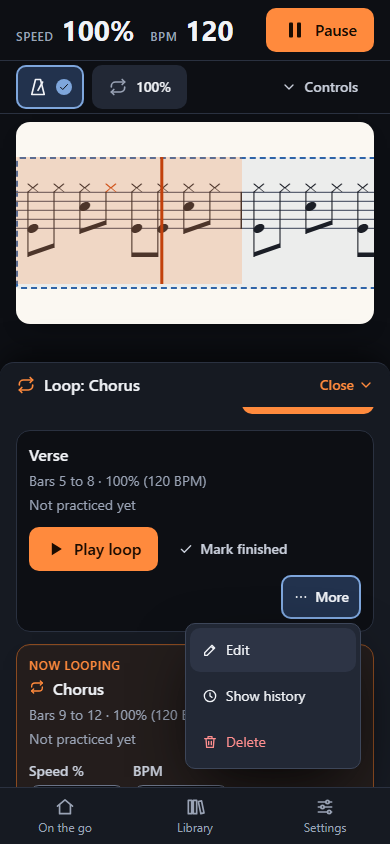 SPEED 100% BPM 120 Pause
100% Controls
Loop: Chorus Close
Verse
Bars 5 to 8 · 100% (120 BPM)
Not practiced yet
Play loop Mark finished
··· More
Edit
Show history
Delete
NOW LOOPING
Chorus
Bars 9 to 12 · 100% (120
Not practiced yet
Speed % BPM
On the go Library Settings